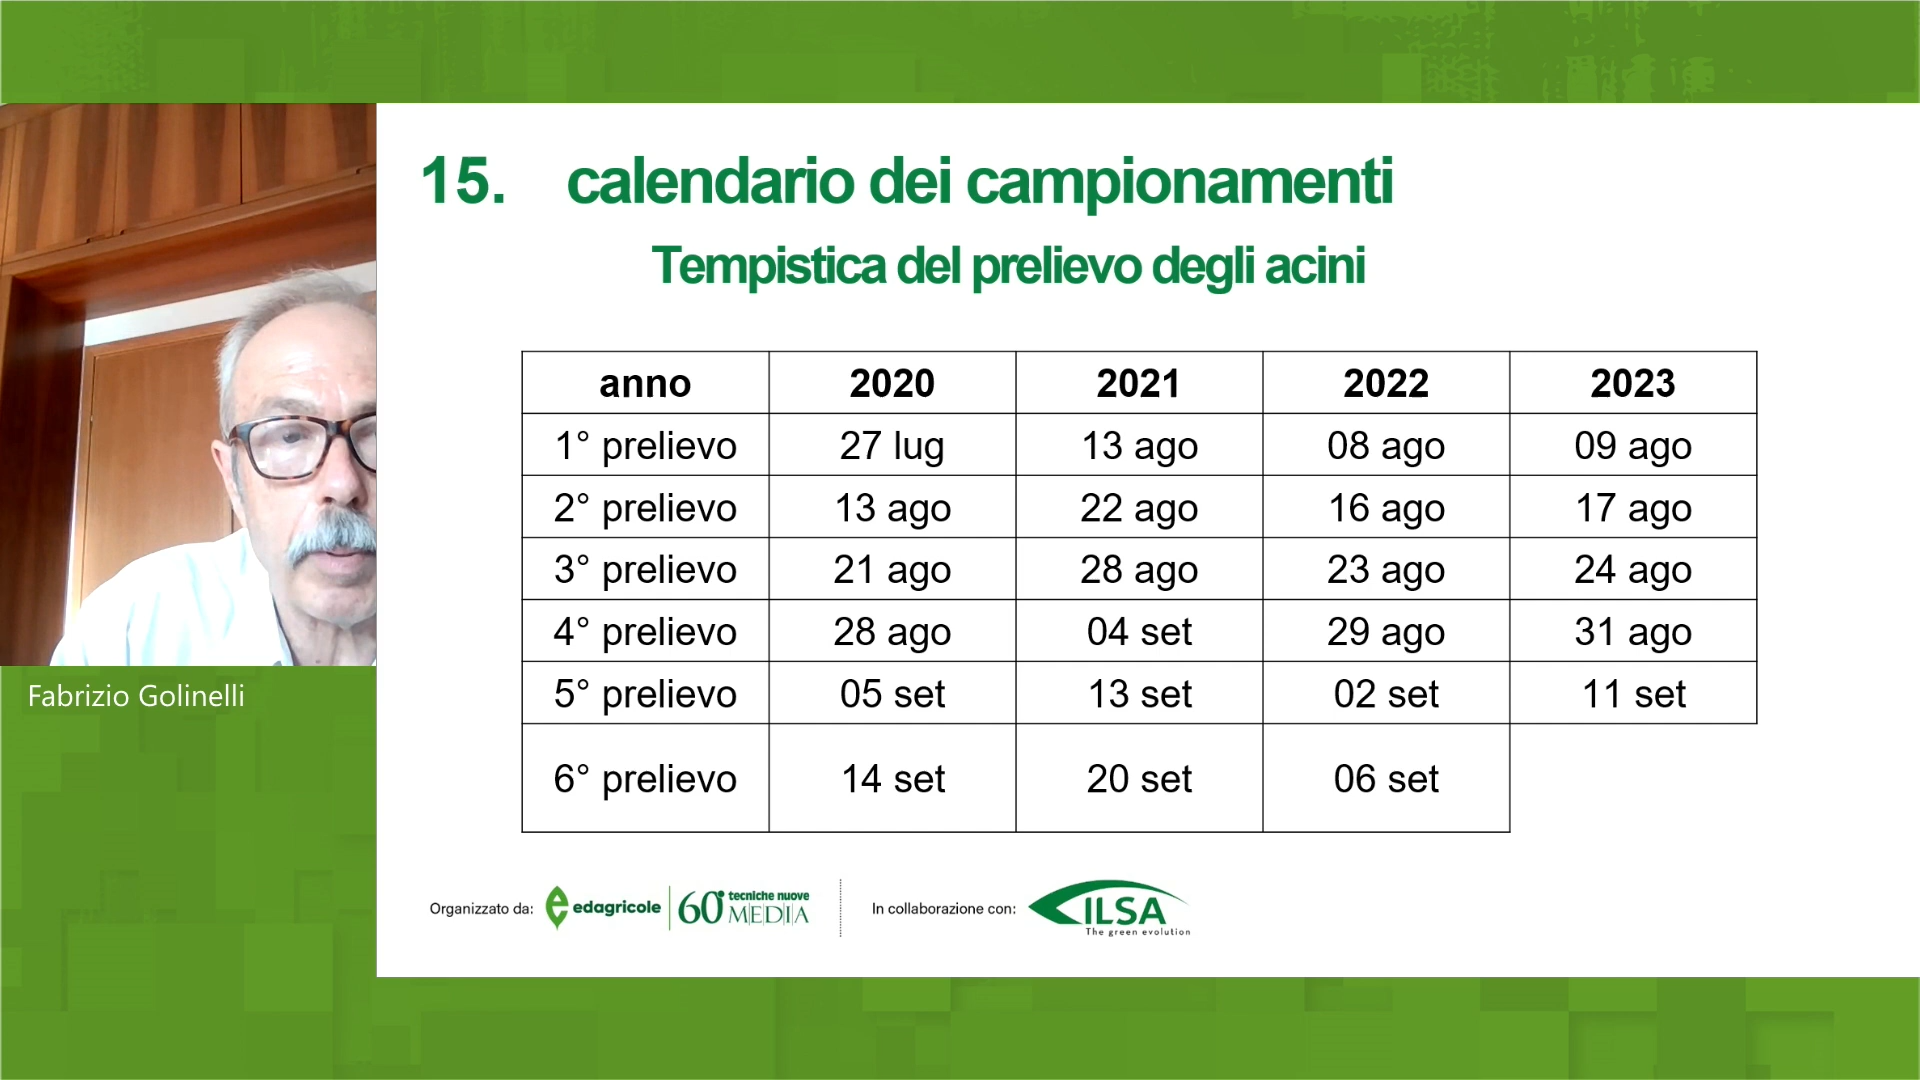 15. calendario dei campionamenti
Tempistica del prelievo degli acini
anno 2020 2021 2022 2023
1° prelievo 27 lug 13 ago 08 ago 09 ago
2° prelievo 13 ago 22 ago 16 ago 17 ago
3° prelievo 21 ago 28 ago 23 ago 24 ago
4° prelievo 28 ago 04 set 29 ago 31 ago
5° prelievo 05 set 13 set 02 set 11 set
6° prelievo 14 set 20 set 06 set
Fabrizio Golinelli
Organizzato da: edagricole 60° tecniche nuove MEDIA In collaborazione con: ILSA
The green evolution